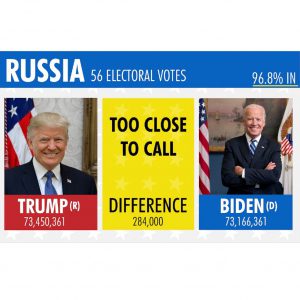 RUSSIA 56 ELECTORAL VOTES
96.8% IN
TOO CLOSE
TO CALL
TRUMP (R)
73,450,361
DIFFERENCE
284,000
BIDEN (D)
73,166,361